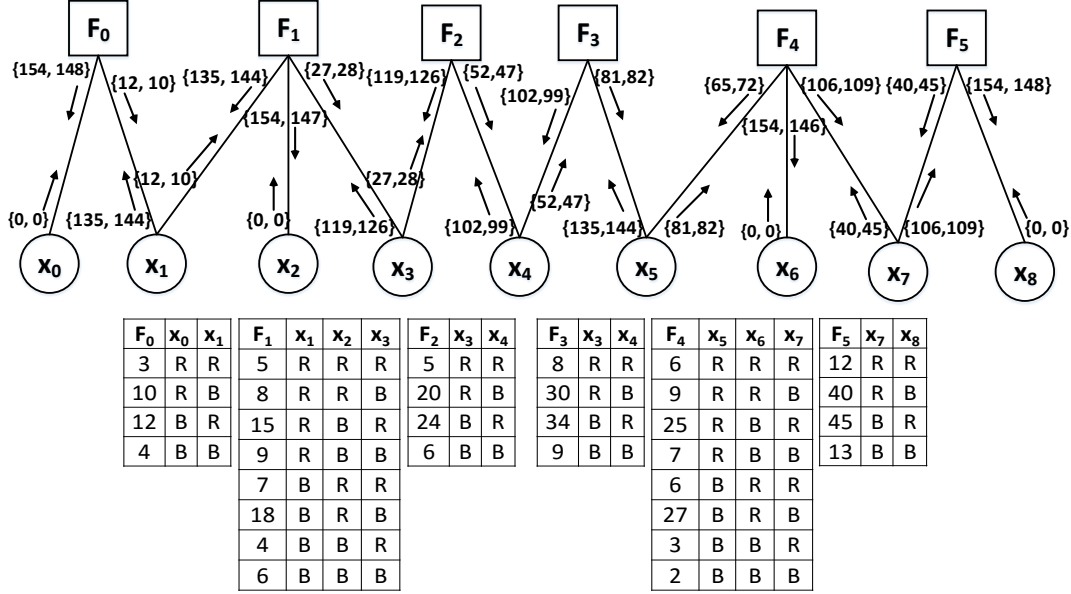 F0 F1 F2 F3 F4 F5
{154, 148} {12, 10} {135, 144} {27,28} {119,126} {52,47} {102,99} {81,82} {65,72} {106,109} {40,45} {154, 148}
{154, 147} {154, 146}
{12, 10} {27,28} {52,47}
{0, 0} {135, 144} {0, 0} {119,126} {102,99} {135,144} {81,82} {0, 0} {40,45} {106,109} {0, 0}
x0 x1 x2 x3 x4 x5 x6 x7 x8
F0 x0 x1
3 R R
10 R B
12 B R
4 B B
F1 x1 x2 x3
5 R R R
8 R R B
15 R B R
9 R B B
7 B R R
18 B R B
4 B B R
6 B B B
F2 x3 x4
5 R R
20 R B
24 B R
6 B B
F3 x3 x4
8 R R
30 R B
34 B R
9 B B
F4 x5 x6 x7
6 R R R
9 R R B
25 R B R
7 R B B
6 B R R
27 B R B
3 B B R
2 B B B
F5 x7 x8
12 R R
40 R B
45 B R
13 B B